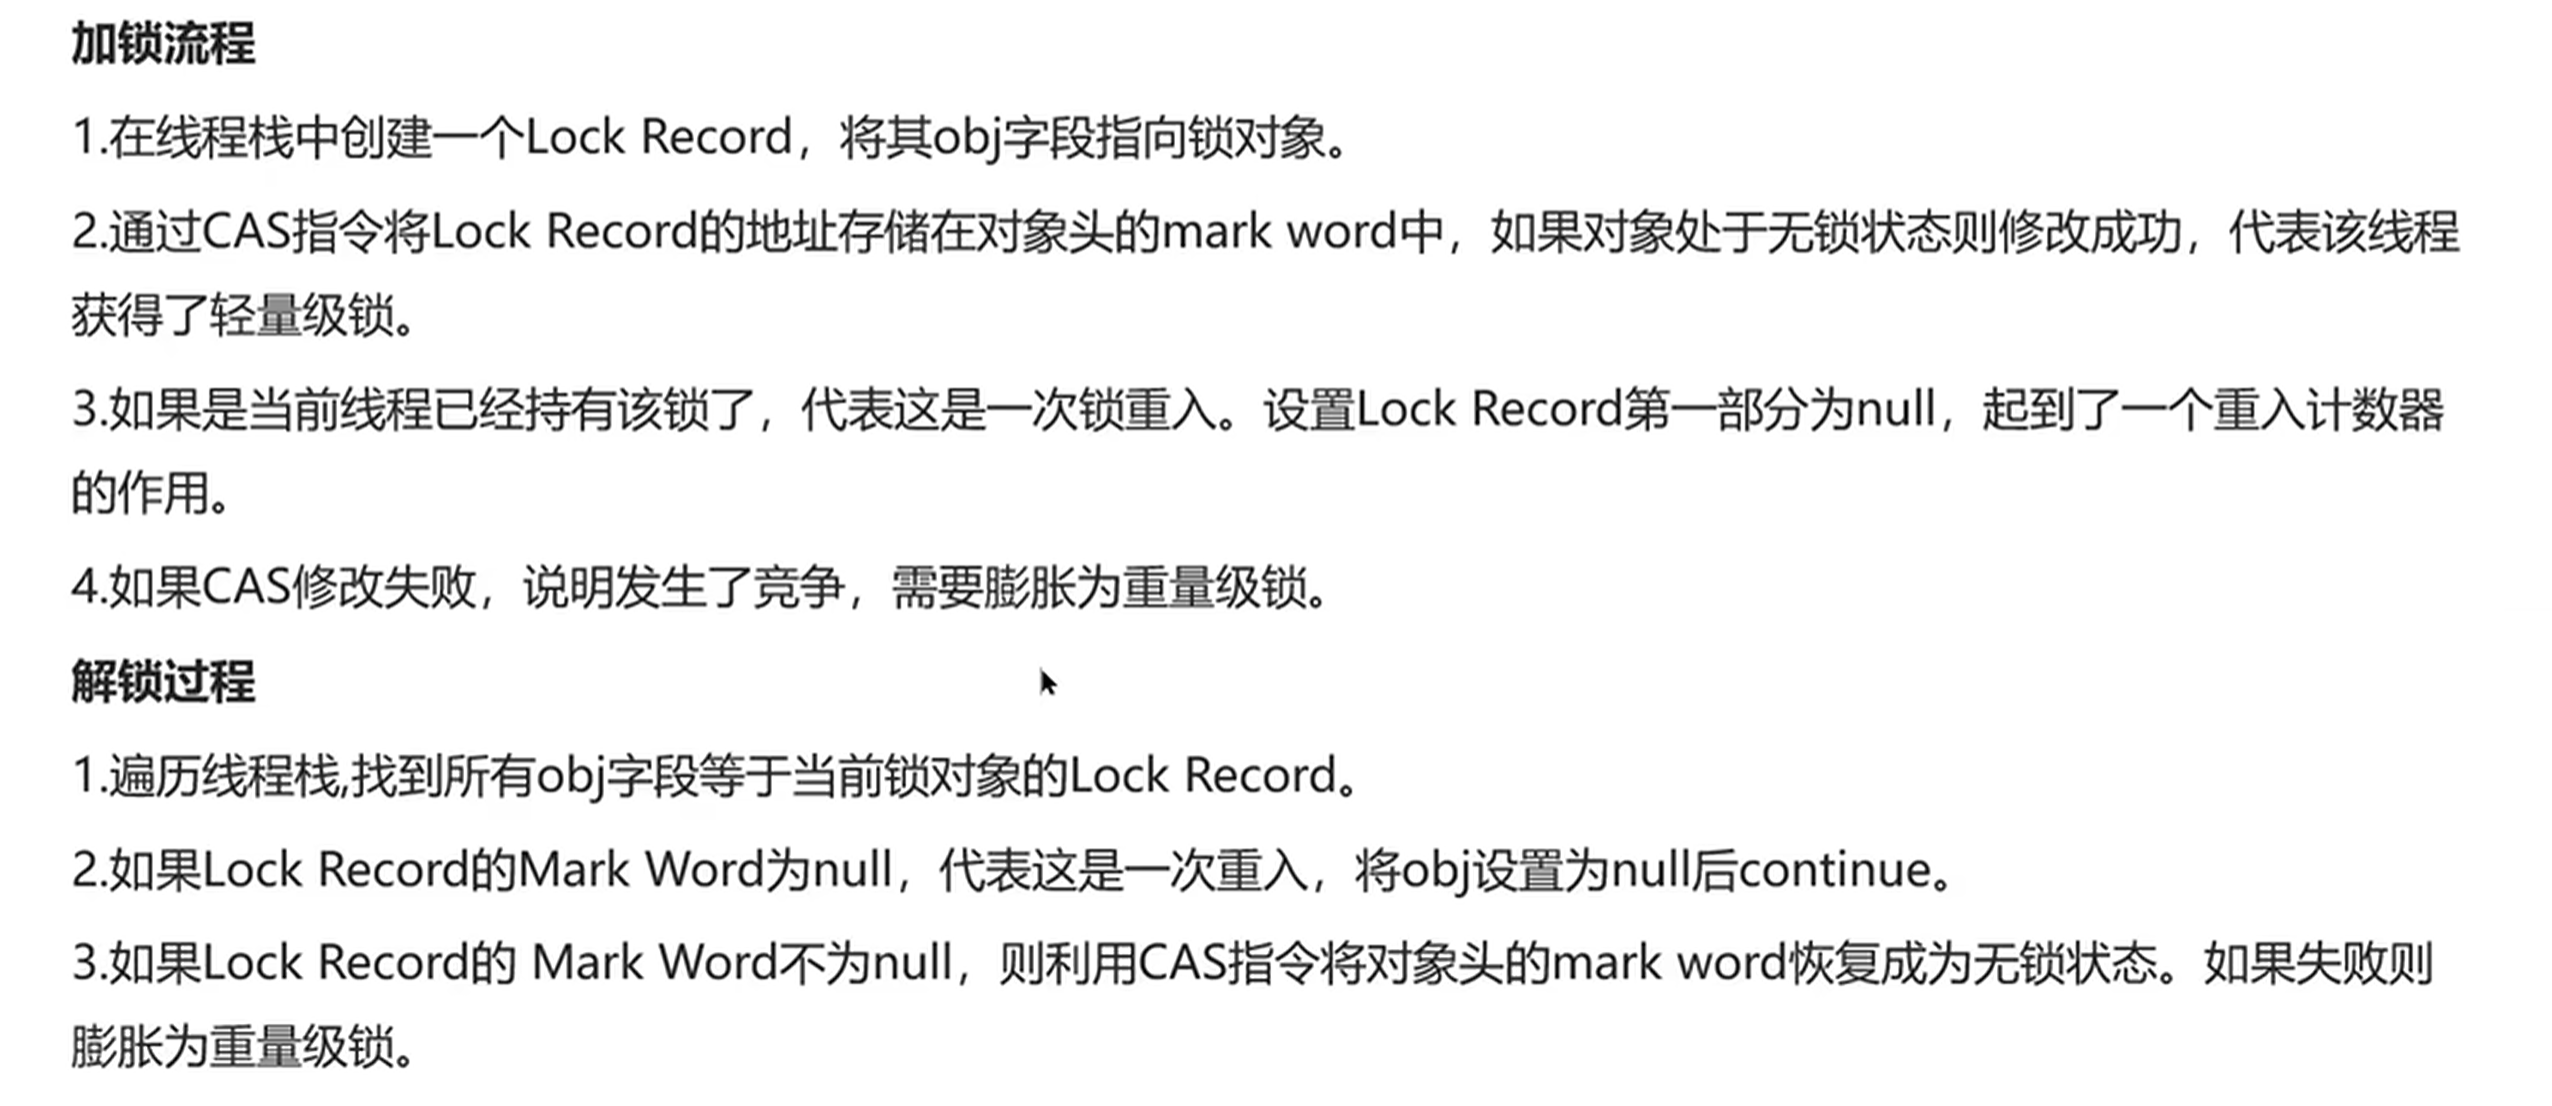 加锁流程
1.在线程栈中创建一个Lock Record，将其obj字段指向锁对象。
2.通过CAS指令将Lock Record的地址存储在对象头的mark word中，如果对象处于无锁状态则修改成功，代表该线程
获得了轻量级锁。
3.如果是当前线程已经持有该锁了，代表这是一次锁重入。设置Lock Record第一部分为null，起到了一个重入计数器
的作用。
4.如果CAS修改失败，说明发生了竞争，需要膨胀为重量级锁。
解锁过程
1.遍历线程栈,找到所有obj字段等于当前锁对象的Lock Record。
2.如果Lock Record的Mark Word为null，代表这是一次重入，将obj设置为null后continue。
3.如果Lock Record的 Mark Word不为null，则利用CAS指令将对象头的mark word恢复成为无锁状态。如果失败则
膨胀为重量级锁。